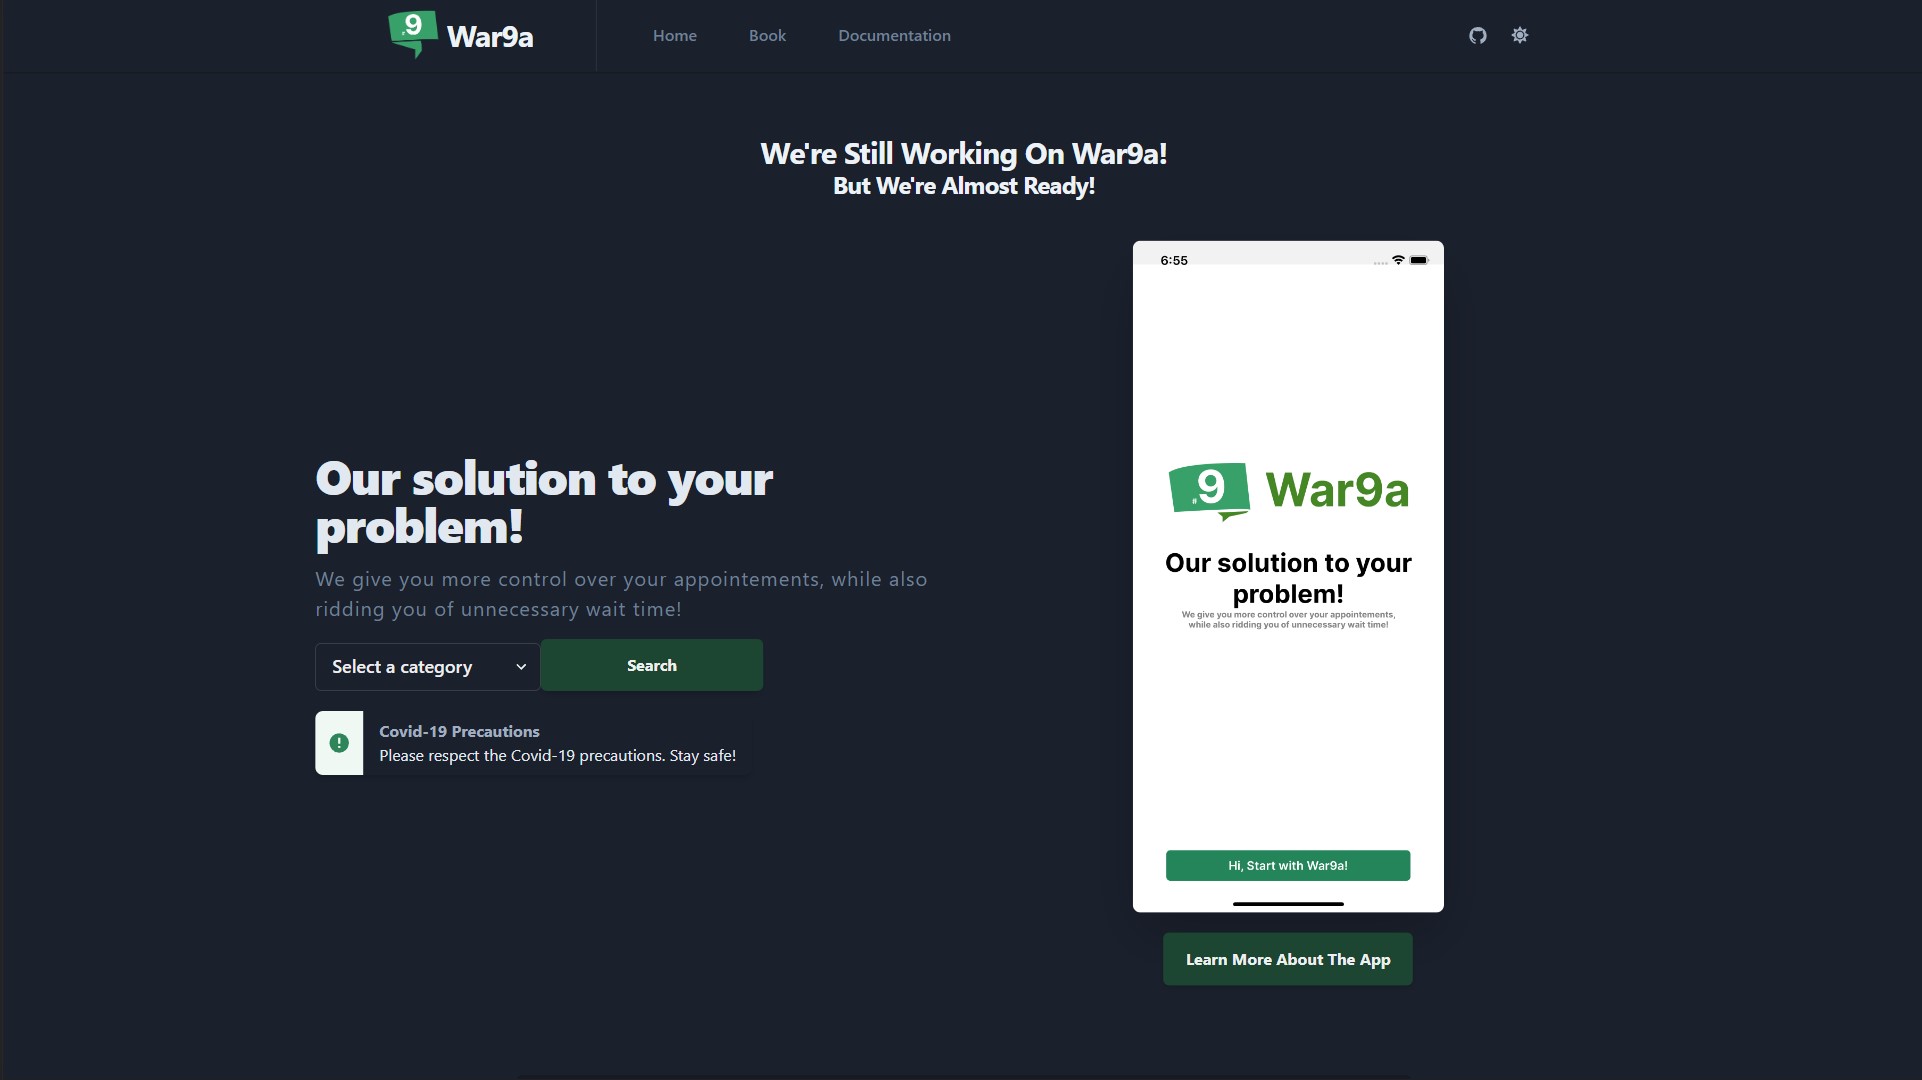 #9 War9a
Home
Book
Documentation
We're Still Working On War9a!
But We're Almost Ready!
Our solution to your
problem!
We give you more control over your appointements, while also
ridding you of unnecessary wait time!
Select a category
Search
Covid-19 Precautions
Please respect the Covid-19 precautions. Stay safe!
6:55
#9 War9a
Our solution to your
problem!
We give you more control over your appointements,
while also ridding you of unnecessary wait time!
Hi, Start with War9a!
Learn More About The App